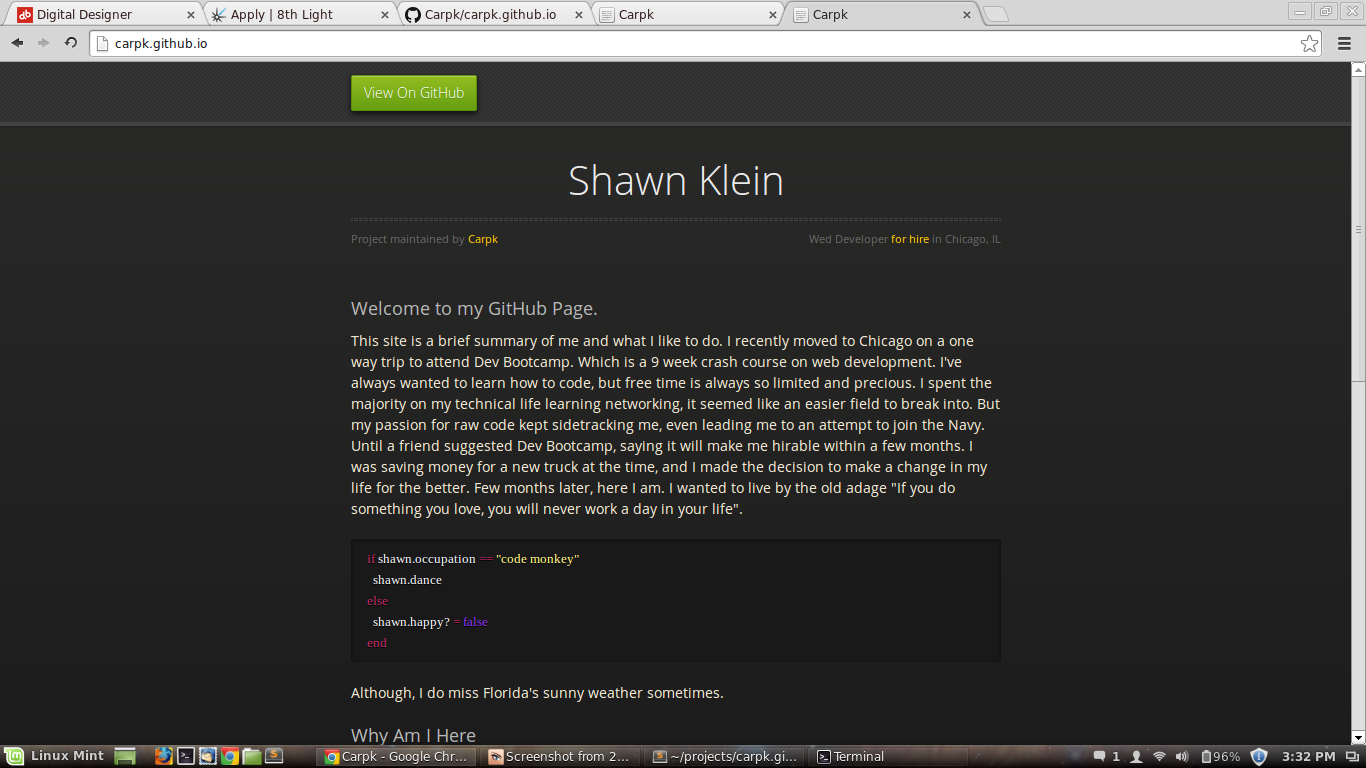 Digital Designer
Apply | 8th Light
Carpk/carpk.github.io
Carpk
Carpk
carpk.github.io
View On GitHub
Shawn Klein
Project maintained by Carpk
Wed Developer for hire in Chicago, IL
Welcome to my GitHub Page.
This site is a brief summary of me and what I like to do. I recently moved to Chicago on a one
way trip to attend Dev Bootcamp. Which is a 9 week crash course on web development. I've
always wanted to learn how to code, but free time is always so limited and precious. I spent the
majority on my technical life learning networking, it seemed like an easier field to break into. But
my passion for raw code kept sidetracking me, even leading me to an attempt to join the Navy.
Until a friend suggested Dev Bootcamp, saying it will make me hirable within a few months. I
was saving money for a new truck at the time, and I made the decision to make a change in my
life for the better. Few months later, here I am. I wanted to live by the old adage "If you do
something you love, you will never work a day in your life".
if shawn.occupation == "code monkey"
shawn.dance
else
shawn.happy? = false
end
Although, I do miss Florida's sunny weather sometimes.
Why Am I Here
Linux Mint
Carpk - Google Chr...
Screenshot from 2...
~/projects/carpk.gi...
Terminal
1
96%
3:32 PM